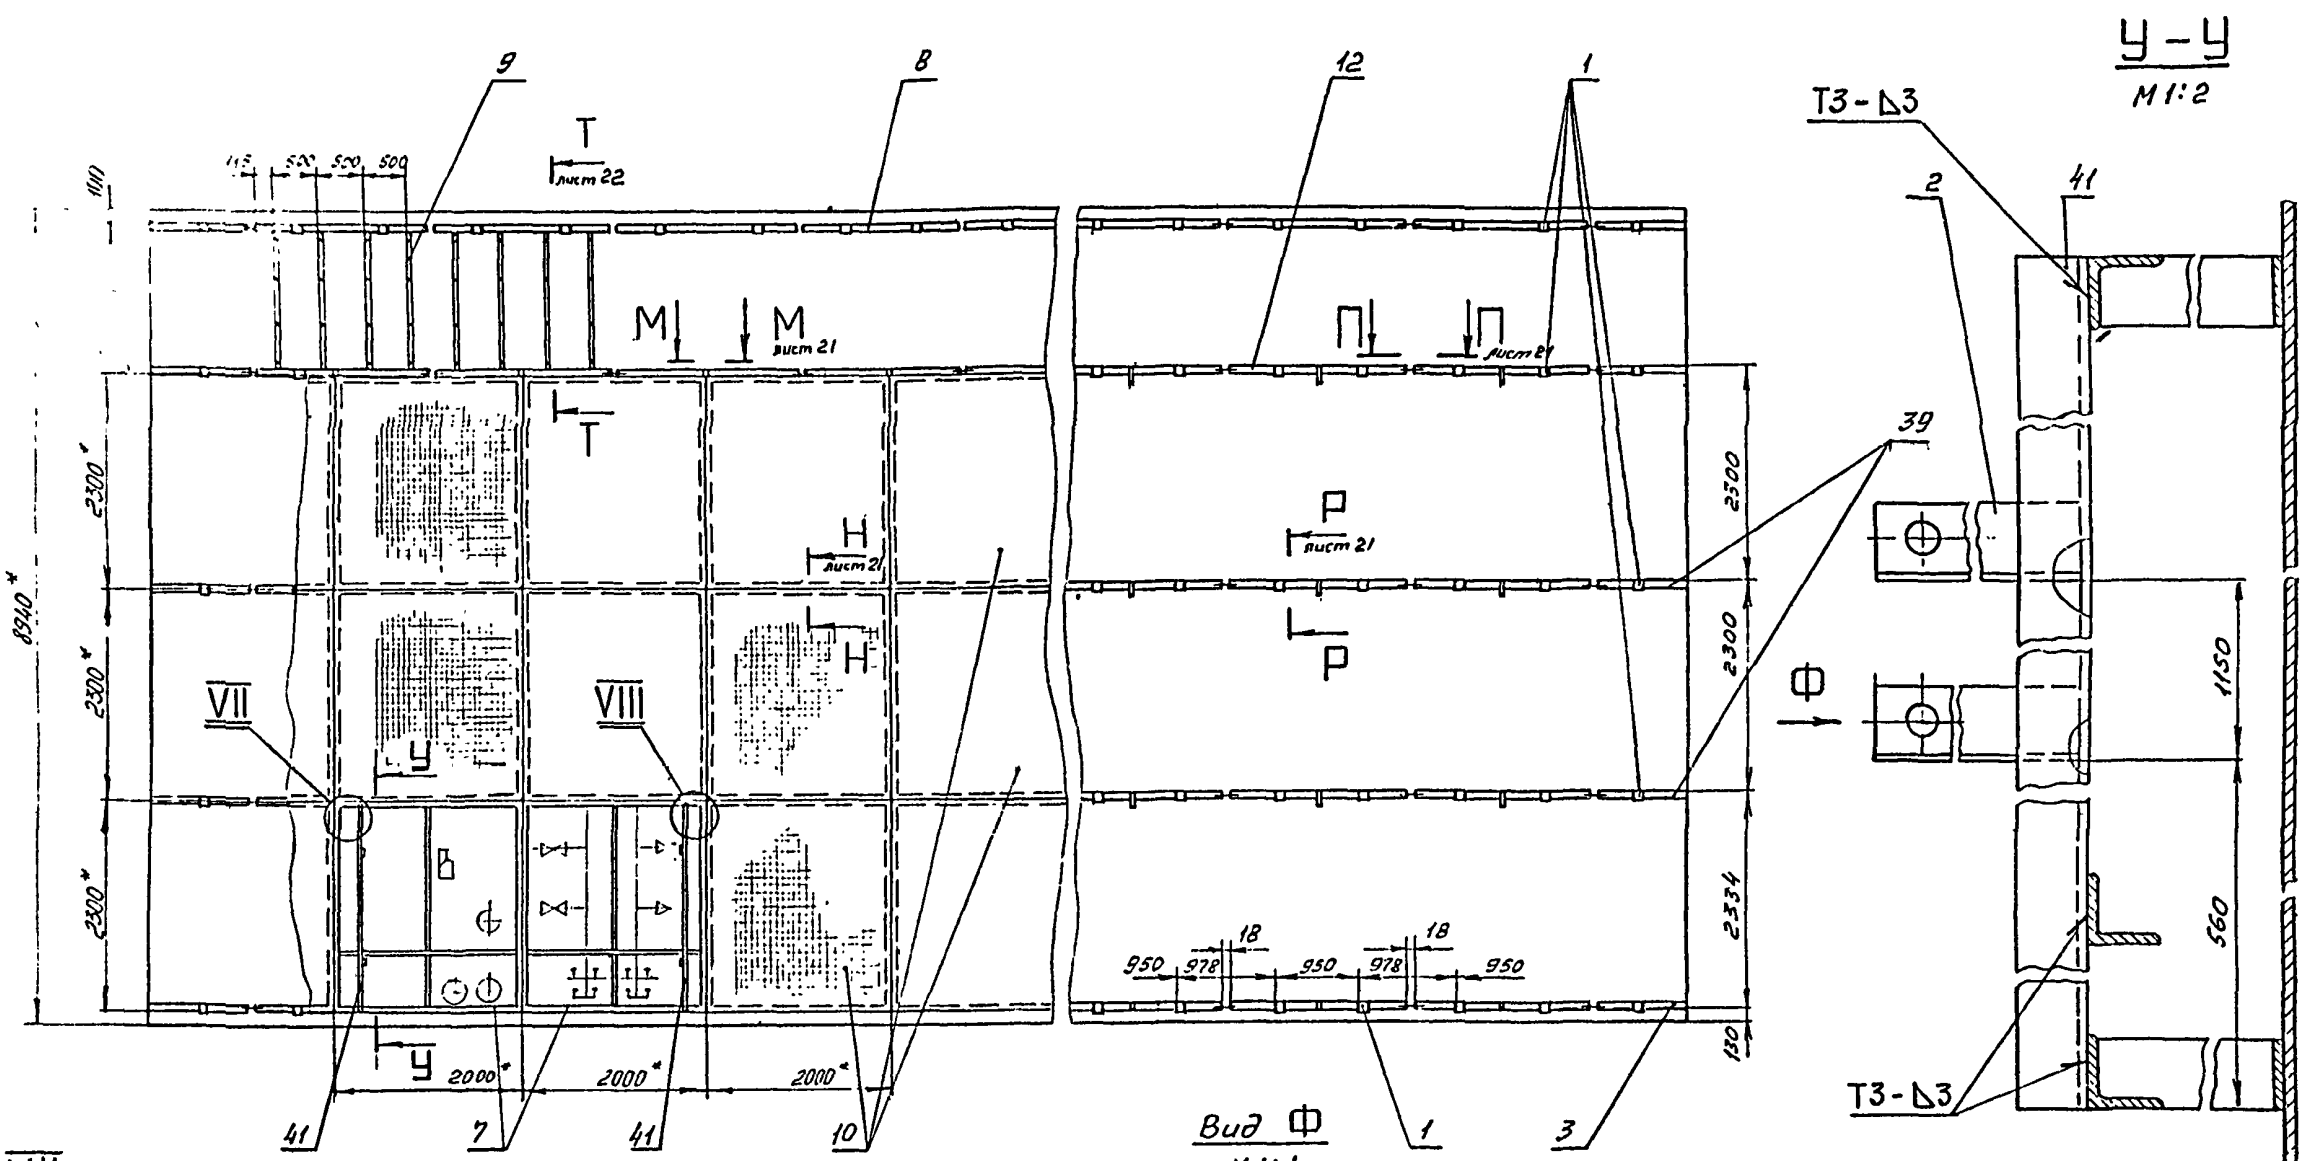 У – У
М 1:2
9
8
12
1
Т3 - ⊿3
2
41
Т
лист 22
500
500
500
М
М
лист 21
П
П
лист 21
Т
39
2300*
2300
Н
лист 21
Р
лист 21
8940*
2300*
Н
Р
2300
VII
VIII
Ф
1150
У
2300*
2334
560
18
18
950
978
950
978
950
130
У
2000*
2000*
2000*
Т3 - ⊿3
41
7
41
10
Вид Ф
1
3